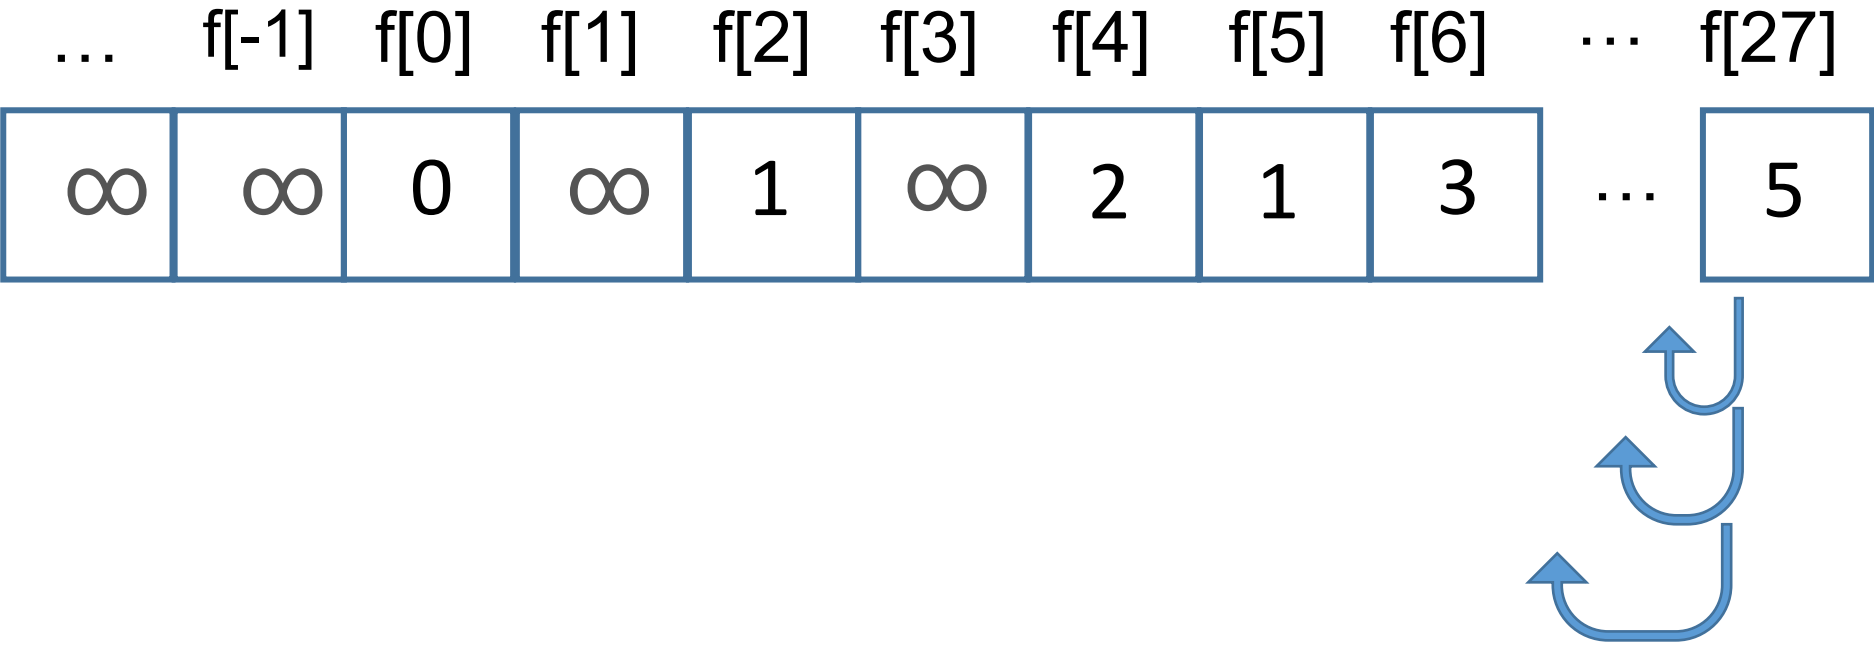 … f[-1] f[0] f[1] f[2] f[3] f[4] f[5] f[6] … f[27]
∞ ∞ 0 ∞ 1 ∞ 2 1 3 … 5